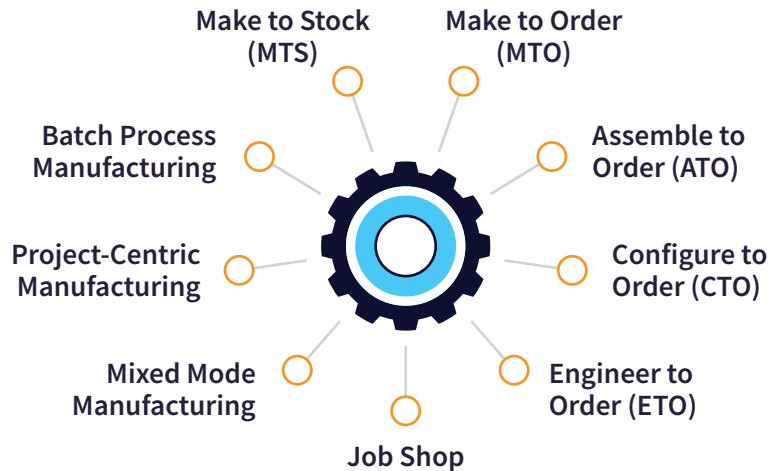 Make to Stock
(MTS)
Make to Order
(MTO)
Assemble to
Order (ATO)
Configure to
Order (CTO)
Engineer to
Order (ETO)
Job Shop
Mixed Mode
Manufacturing
Project-Centric
Manufacturing
Batch Process
Manufacturing